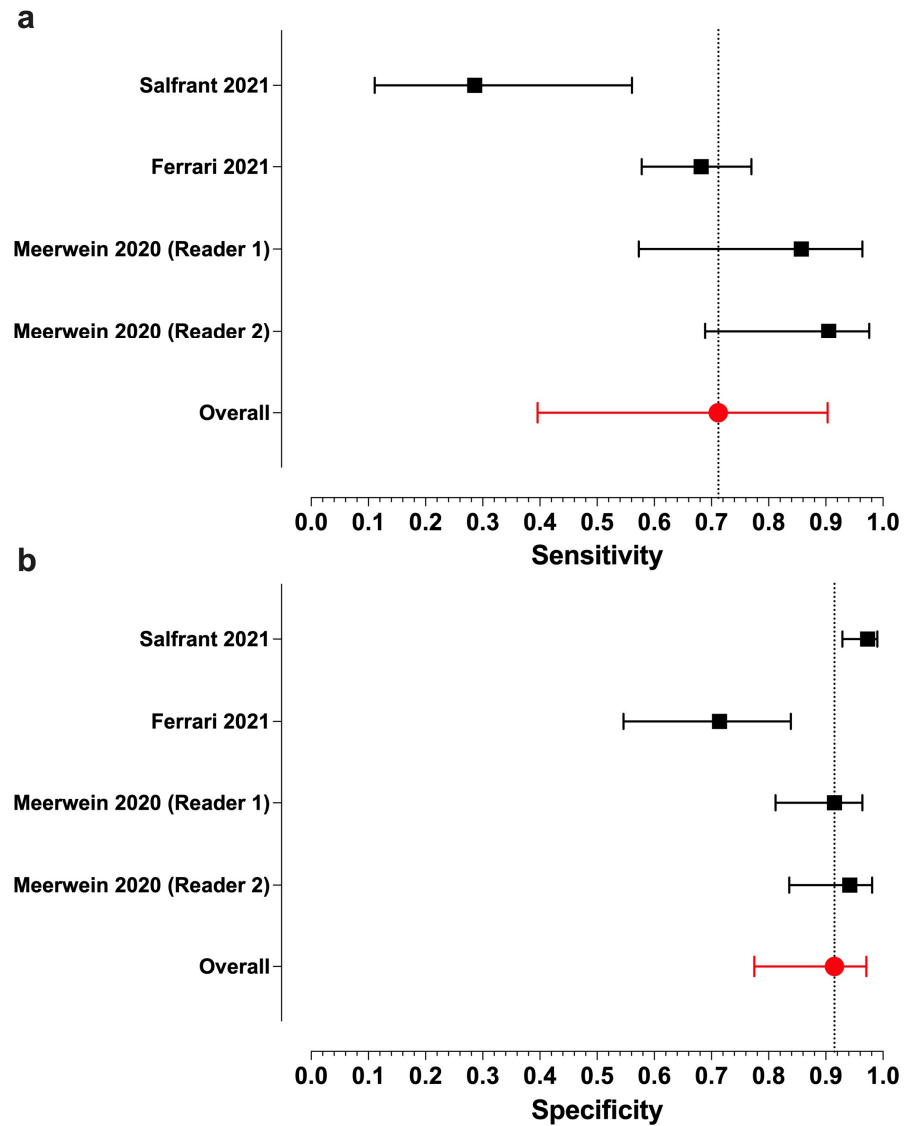 a
Salfrant 2021
Ferrari 2021
Meerwein 2020 (Reader 1)
Meerwein 2020 (Reader 2)
Overall
0.0 0.1 0.2 0.3 0.4 0.5 0.6 0.7 0.8 0.9 1.0
Sensitivity
b
Salfrant 2021
Ferrari 2021
Meerwein 2020 (Reader 1)
Meerwein 2020 (Reader 2)
Overall
0.0 0.1 0.2 0.3 0.4 0.5 0.6 0.7 0.8 0.9 1.0
Specificity